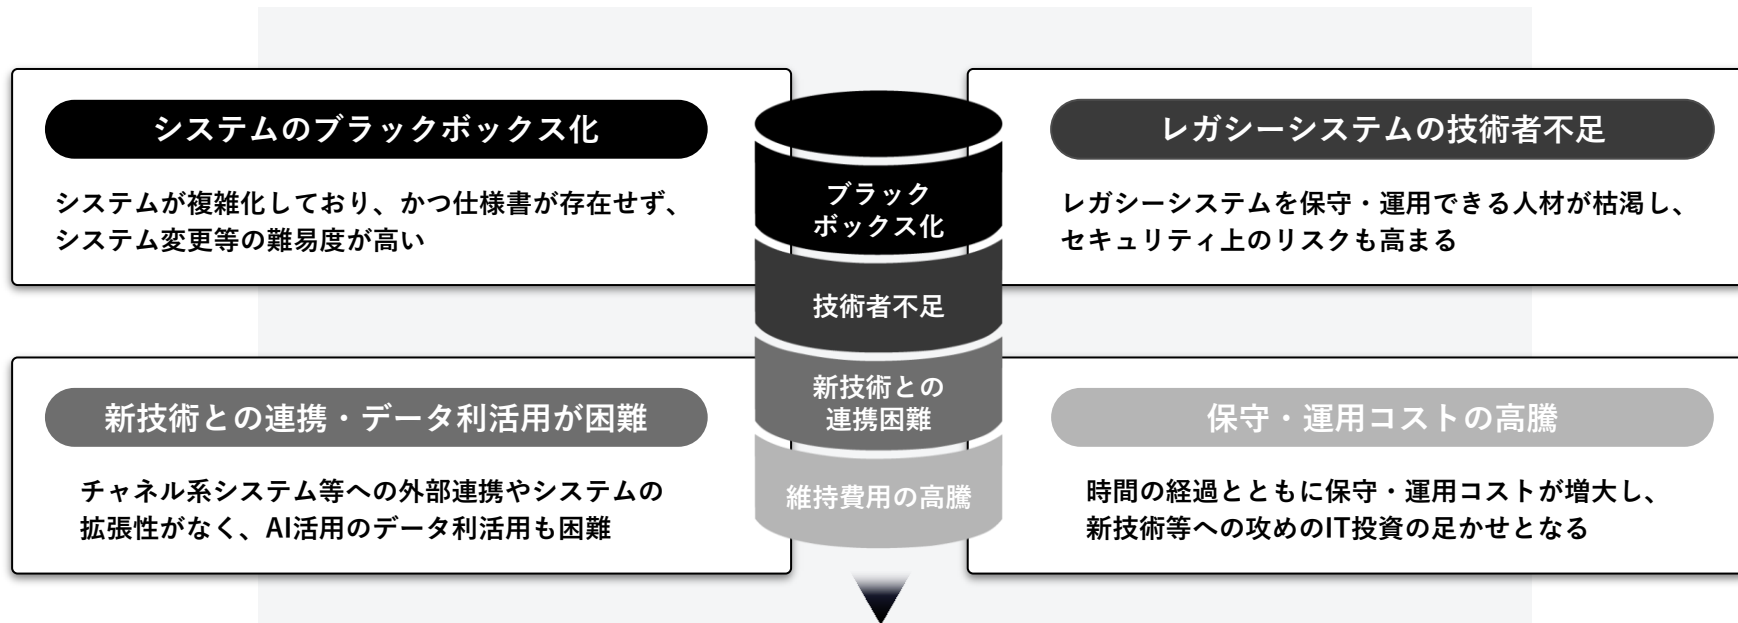 システムのブラックボックス化
システムが複雑化しており、かつ仕様書が存在せず、
システム変更等の難易度が高い
レガシーシステムの技術者不足
レガシーシステムを保守・運用できる人材が枯渇し、
セキュリティ上のリスクも高まる
ブラック
ボックス化
技術者不足
新技術との
連携困難
維持費用の高騰
新技術との連携・データ利活用が困難
チャネル系システム等への外部連携やシステムの
拡張性がなく、AI活用のデータ利活用も困難
保守・運用コストの高騰
時間の経過とともに保守・運用コストが増大し、
新技術等への攻めのIT投資の足かせとなる